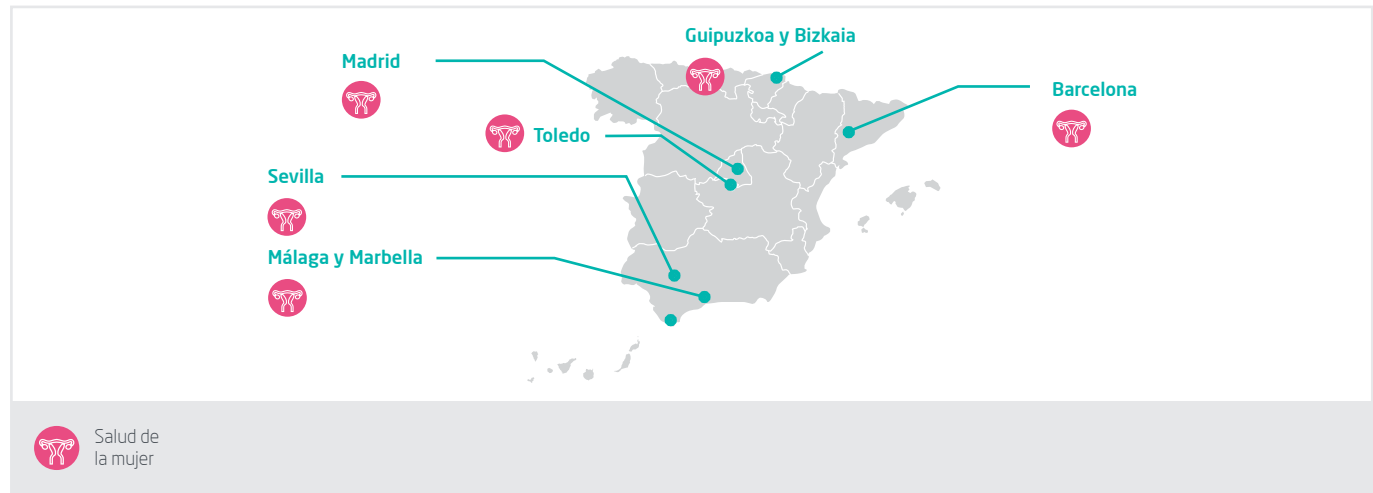 Guipuzkoa y Bizkaia
Madrid
Barcelona
Toledo
Sevilla
Málaga y Marbella
Salud de
la mujer